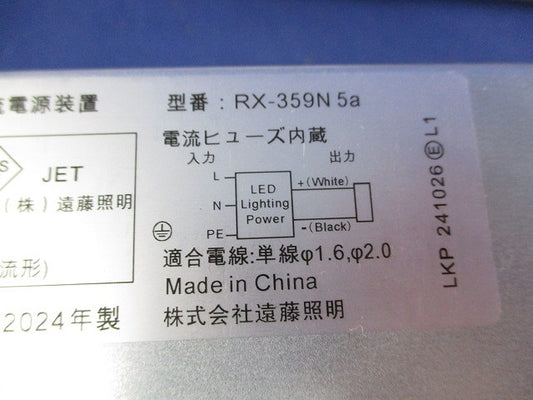 流電源装置
型番：RX-359N 5a
電流ヒューズ内蔵
入力 出力
L
N
PE
LED
Lighting
Power
+(White)
-(Black)
適合電線:単線φ1.6,φ2.0
Made in China
株式会社遠藤照明
S
JET
(株)遠藤照明
流形)
2024年製
LKP 241026 Ⓔ L1